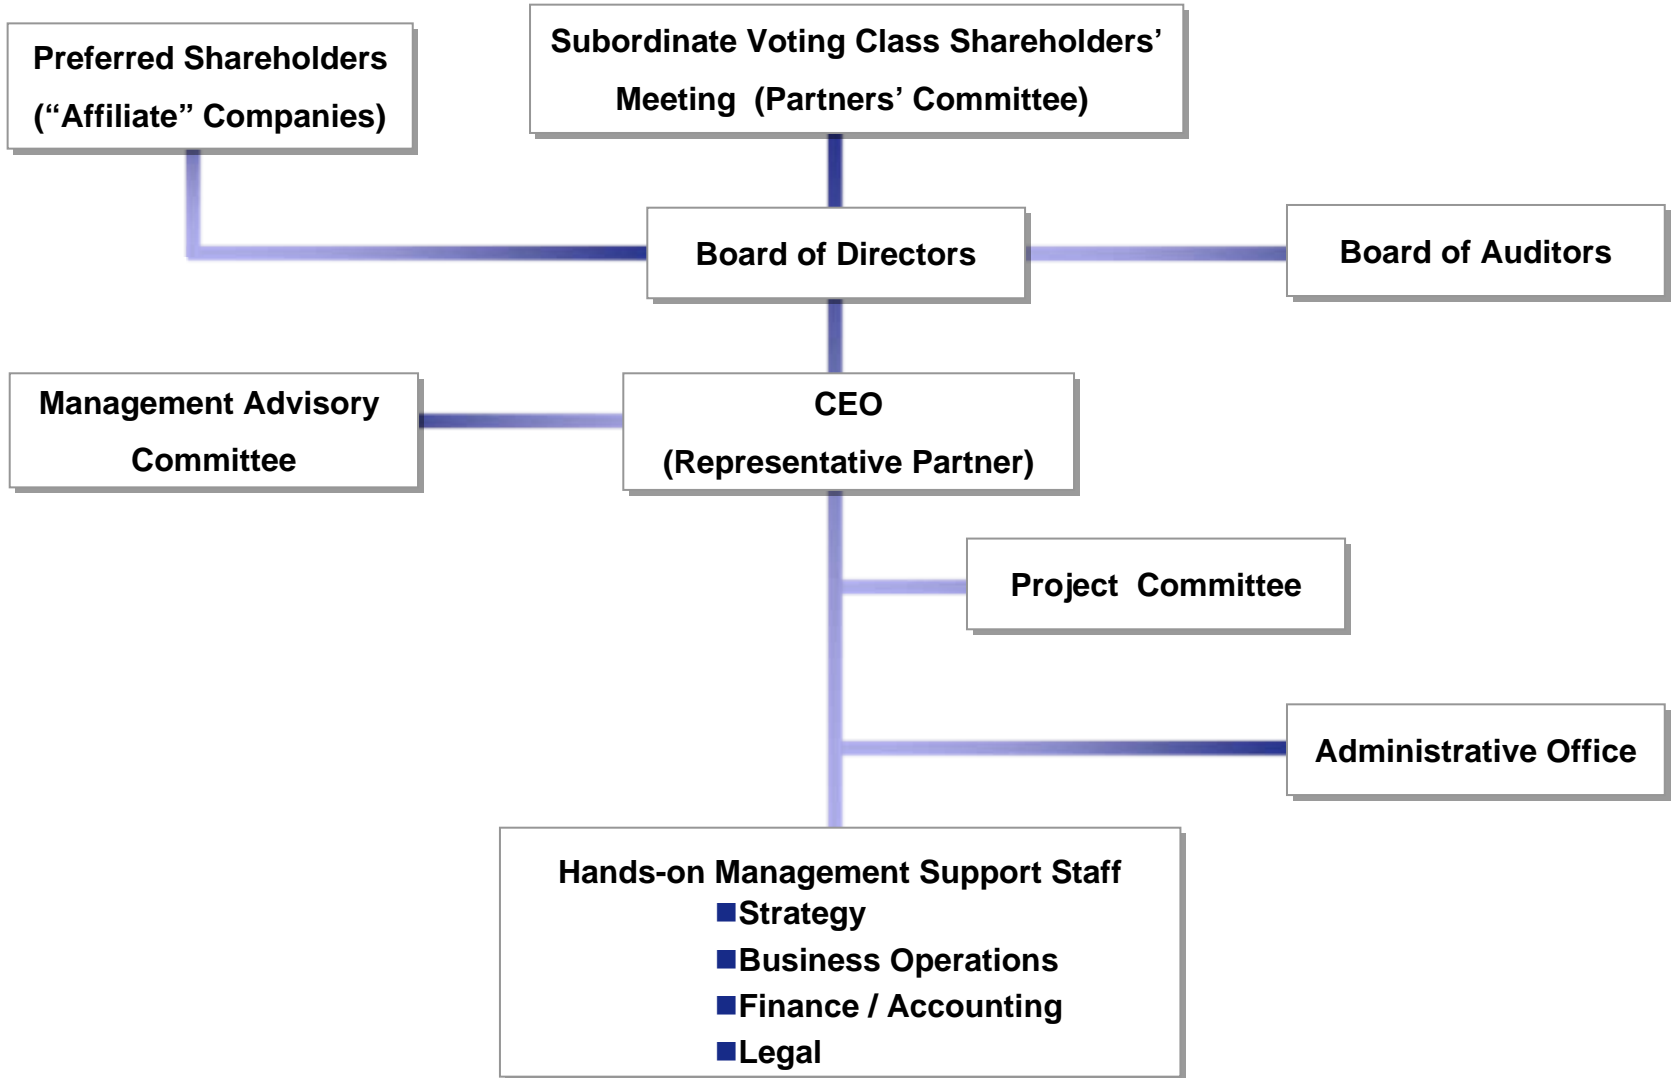 Preferred Shareholders
(“Affiliate” Companies)
Subordinate Voting Class Shareholders’
Meeting (Partners’ Committee)
Board of Directors
Board of Auditors
Management Advisory
Committee
CEO
(Representative Partner)
Project Committee
Administrative Office
Hands-on Management Support Staff
■Strategy
■Business Operations
■Finance / Accounting
■Legal